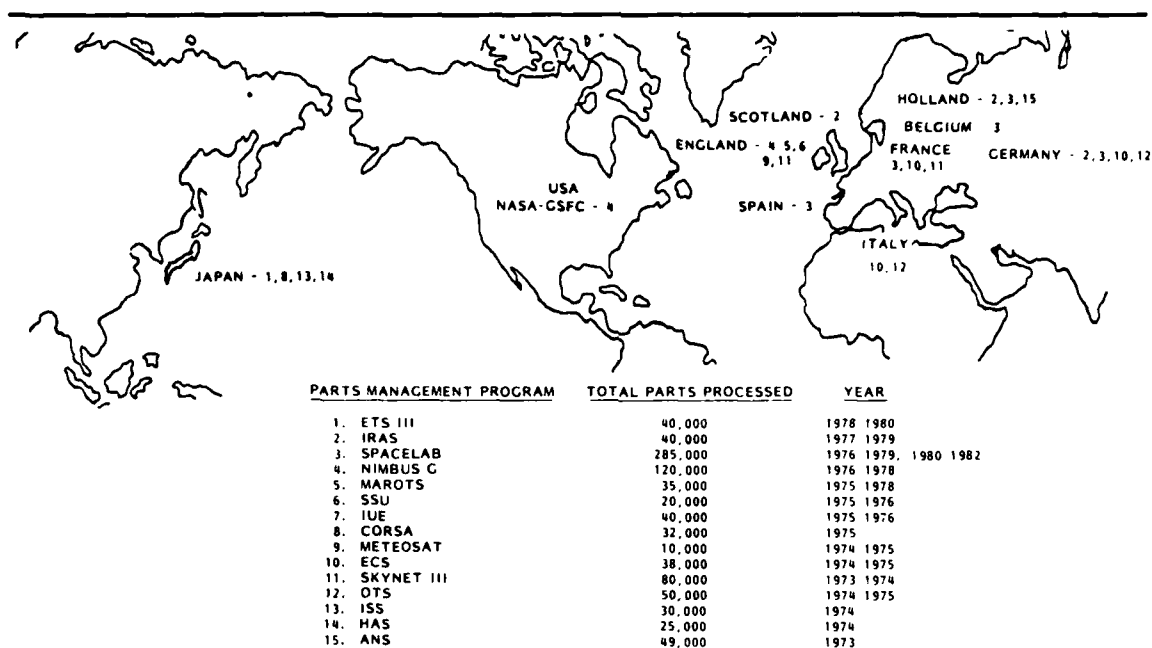 HOLLAND - 2,3,15
SCOTLAND - 2
BELGIUM 3
ENGLAND - 4 5,6
9,11
FRANCE
3,10,11
GERMANY - 2,3,10,12
USA
NASA-GSFC - 4
SPAIN - 3
ITALY
10,12
JAPAN - 1,8,13,14
PARTS MANAGEMENT PROGRAM TOTAL PARTS PROCESSED YEAR
1. ETS III 40,000 1978 1980
2. IRAS 40,000 1977 1979
3. SPACELAB 285,000 1976 1979, 1980 1982
4. NIMBUS G 120,000 1976 1978
5. MAROTS 35,000 1975 1978
6. SSU 20,000 1975 1976
7. IUE 40,000 1975 1976
8. CORSA 32,000 1975
9. METEOSAT 10,000 1974 1975
10. ECS 38,000 1974 1975
11. SKYNET III 80,000 1973 1974
12. OTS 50,000 1974 1975
13. ISS 30,000 1974
14. HAS 25,000 1974
15. ANS 49,000 1973